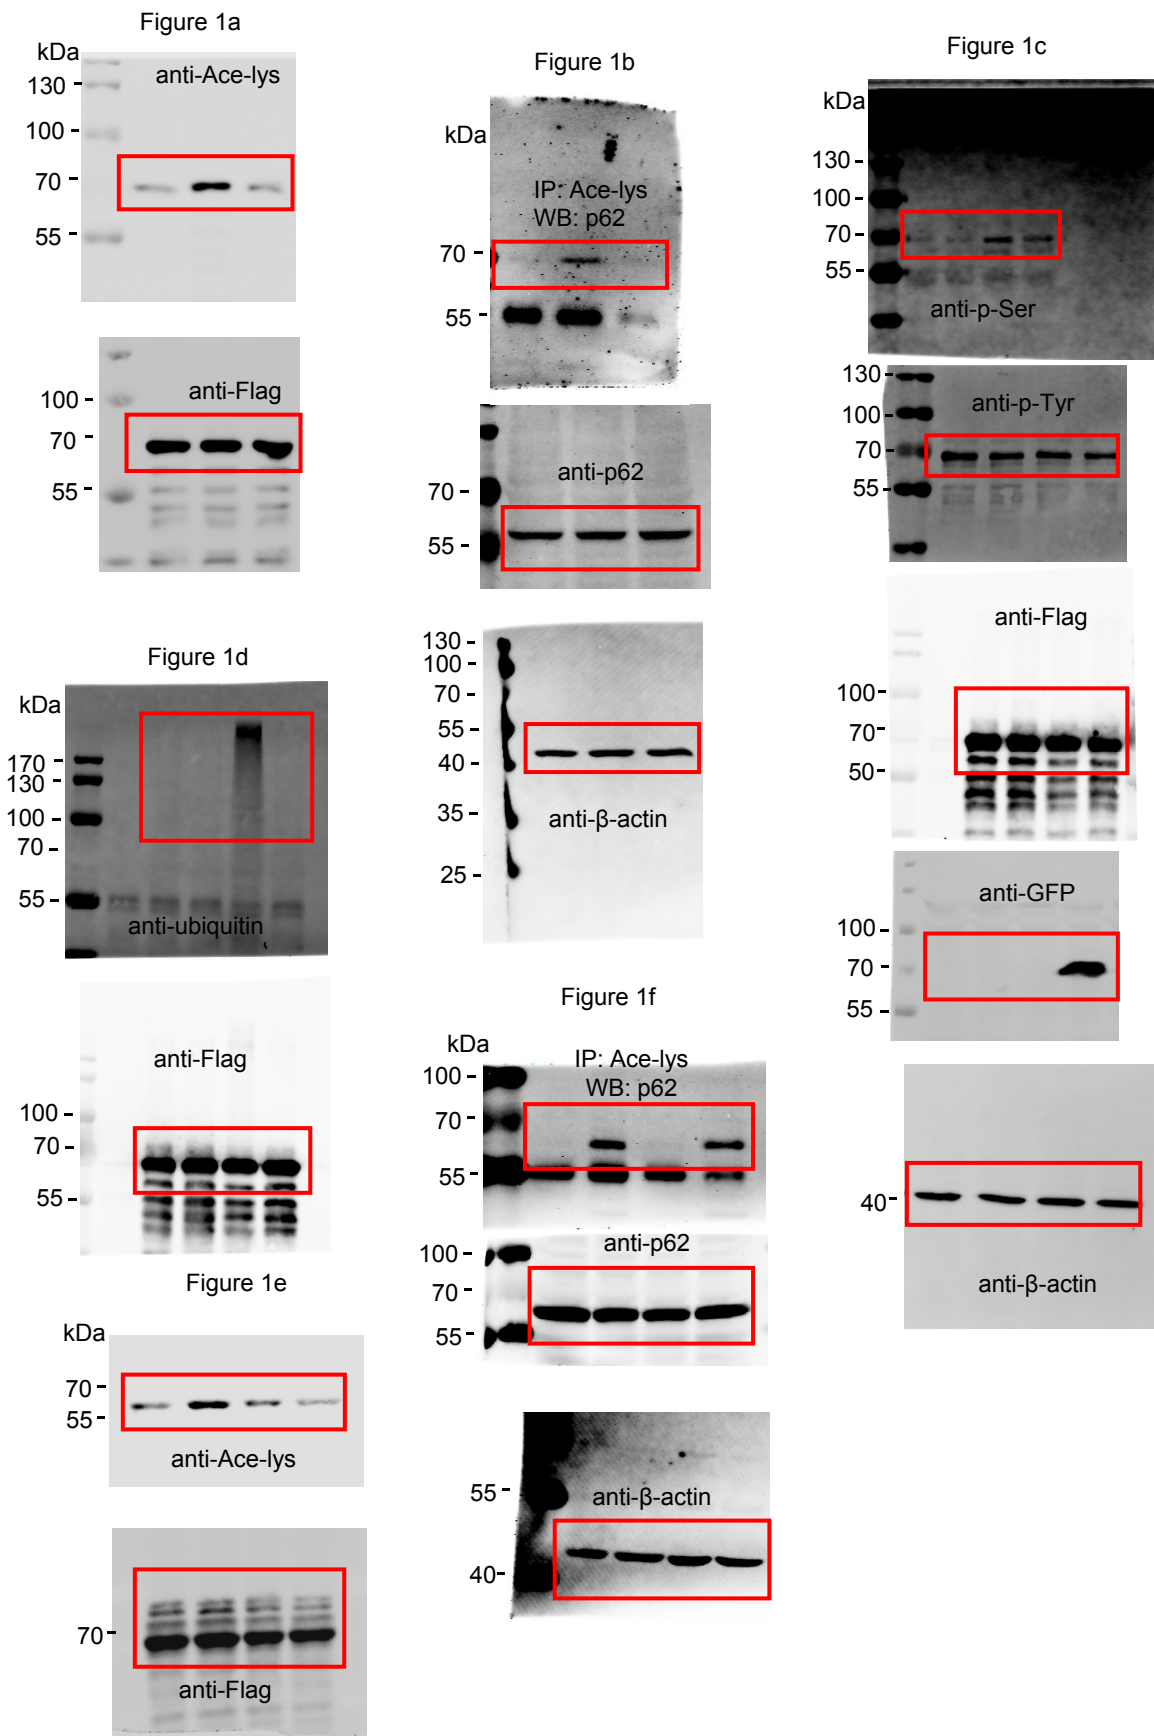 Figure 1a
kDa
anti-Ace-lys
130
100
70
55
anti-Flag
100
70
55
Figure 1b
kDa
IP: Ace-lys
WB: p62
70
55
anti-p62
70
55
130
100
70
55
40
35
25
anti-β-actin
Figure 1c
kDa
130
100
70
55
anti-p-Ser
130
100
70
55
anti-p-Tyr
anti-Flag
100
70
50
anti-GFP
100
70
55
40
anti-β-actin
Figure 1d
kDa
170
130
100
70
55
anti-ubiquitin
anti-Flag
100
70
55
Figure 1e
kDa
70
55
anti-Ace-lys
70
anti-Flag
Figure 1f
kDa
IP: Ace-lys
WB: p62
100
70
55
anti-p62
100
70
55
55
anti-β-actin
40